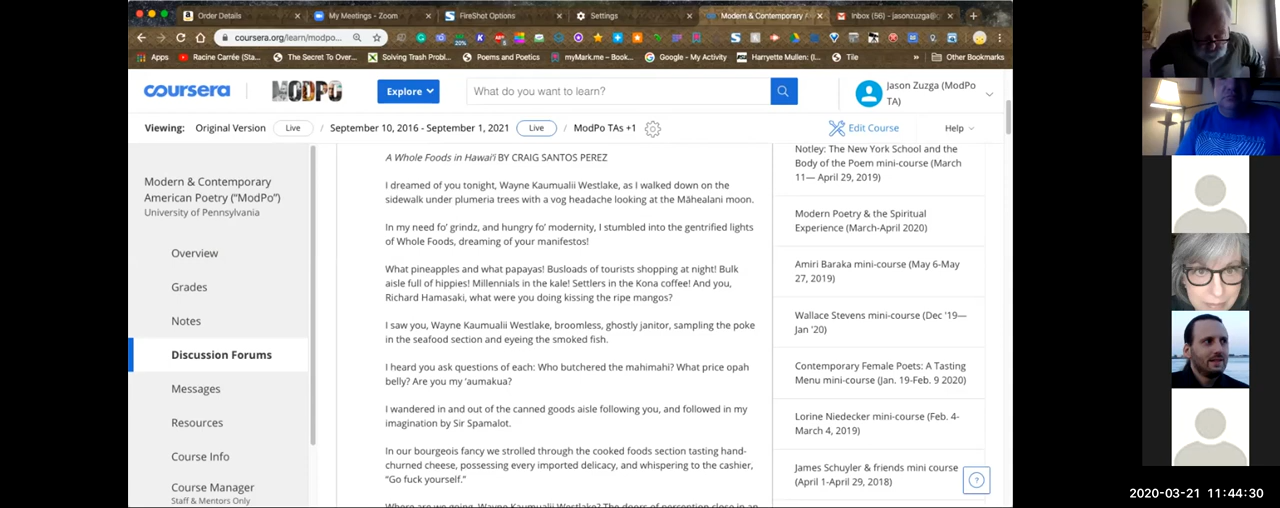 Order Details
My Meetings - Zoom
FireShot Options
Settings
Modern & Contemporary
Inbox (56) - jasonzuzga@
coursera.org/learn/modpo...
Apps
Racine Carrée (Sta...
The Secret To Over...
Solving Trash Probl...
Poems and Poetics
myMark.me – Book...
Google - My Activity
Harryette Mullen: (I...
Tile
Other Bookmarks
coursera
MODPO
Explore
What do you want to learn?
Jason Zuzga (ModPo
TA)
Viewing: Original Version Live / September 10, 2016 - September 1, 2021 Live / ModPo TAs +1
Edit Course
Help
Modern & Contemporary
American Poetry (“ModPo”)
University of Pennsylvania
Overview
Grades
Notes
Discussion Forums
Messages
Resources
Course Info
Course Manager
Staff & Mentors Only
A Whole Foods in Hawai‘i BY CRAIG SANTOS PEREZ
I dreamed of you tonight, Wayne Kaumualii Westlake, as I walked down on the
sidewalk under plumeria trees with a vog headache looking at the Māhealani moon.
In my need fo’ grindz, and hungry fo’ modernity, I stumbled into the gentrified lights
of Whole Foods, dreaming of your manifestos!
What pineapples and what papayas! Busloads of tourists shopping at night! Bulk
aisle full of hippies! Millennials in the kale! Settlers in the Kona coffee! And you,
Richard Hamasaki, what were you doing kissing the ripe mangos?
I saw you, Wayne Kaumualii Westlake, broomless, ghostly janitor, sampling the poke
in the seafood section and eyeing the smoked fish.
I heard you ask questions of each: Who butchered the mahimahi? What price opah
belly? Are you my ‘aumakua?
I wandered in and out of the canned goods aisle following you, and followed in my
imagination by Sir Spamalot.
In our bourgeois fancy we strolled through the cooked foods section tasting hand-
churned cheese, possessing every imported delicacy, and whispering to the cashier,
“Go fuck yourself.”
Where are we going, Wayne Kaumualii Westlake? The doors of perception close in an
Notley: The New York School and the
Body of the Poem mini-course (March
11— April 29, 2019)
Modern Poetry & the Spiritual
Experience (March-April 2020)
Amiri Baraka mini-course (May 6-May
27, 2019)
Wallace Stevens mini-course (Dec '19—
Jan '20)
Contemporary Female Poets: A Tasting
Menu mini-course (Jan. 19-Feb. 9 2020)
Lorine Niedecker mini-course (Feb. 4-
March 4, 2019)
James Schuyler & friends mini course
(April 1-April 29, 2018)
2020-03-21 11:44:30